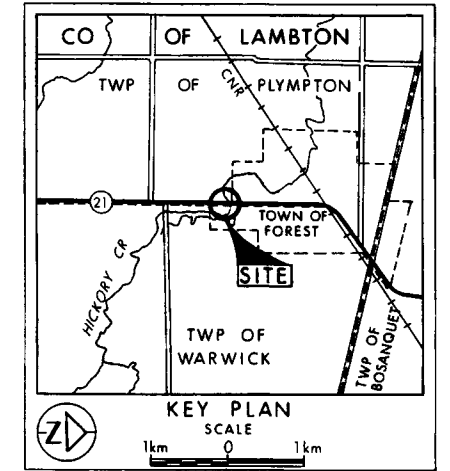 CO OF LAMBTON
TWP OF PLYMPTON
CNR
21
TOWN OF
FOREST
HICKORY CR
SITE
TWP OF
WARWICK
TWP OF
BOSANQUET
KEY PLAN
SCALE
1km 0 1km
Z